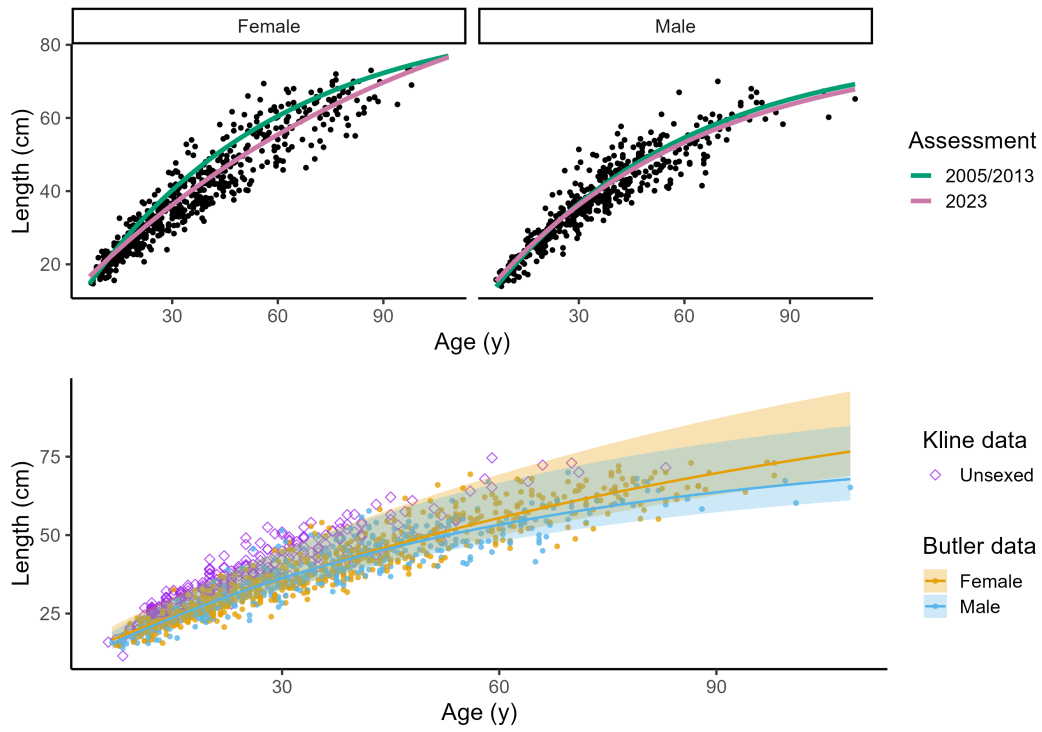 Female
Male
80
60
40
20
Length (cm)
30
60
90
30
60
90
Age (y)
Assessment
2005/2013
2023
75
50
25
Length (cm)
30
60
90
Age (y)
Kline data
Unsexed
Butler data
Female
Male